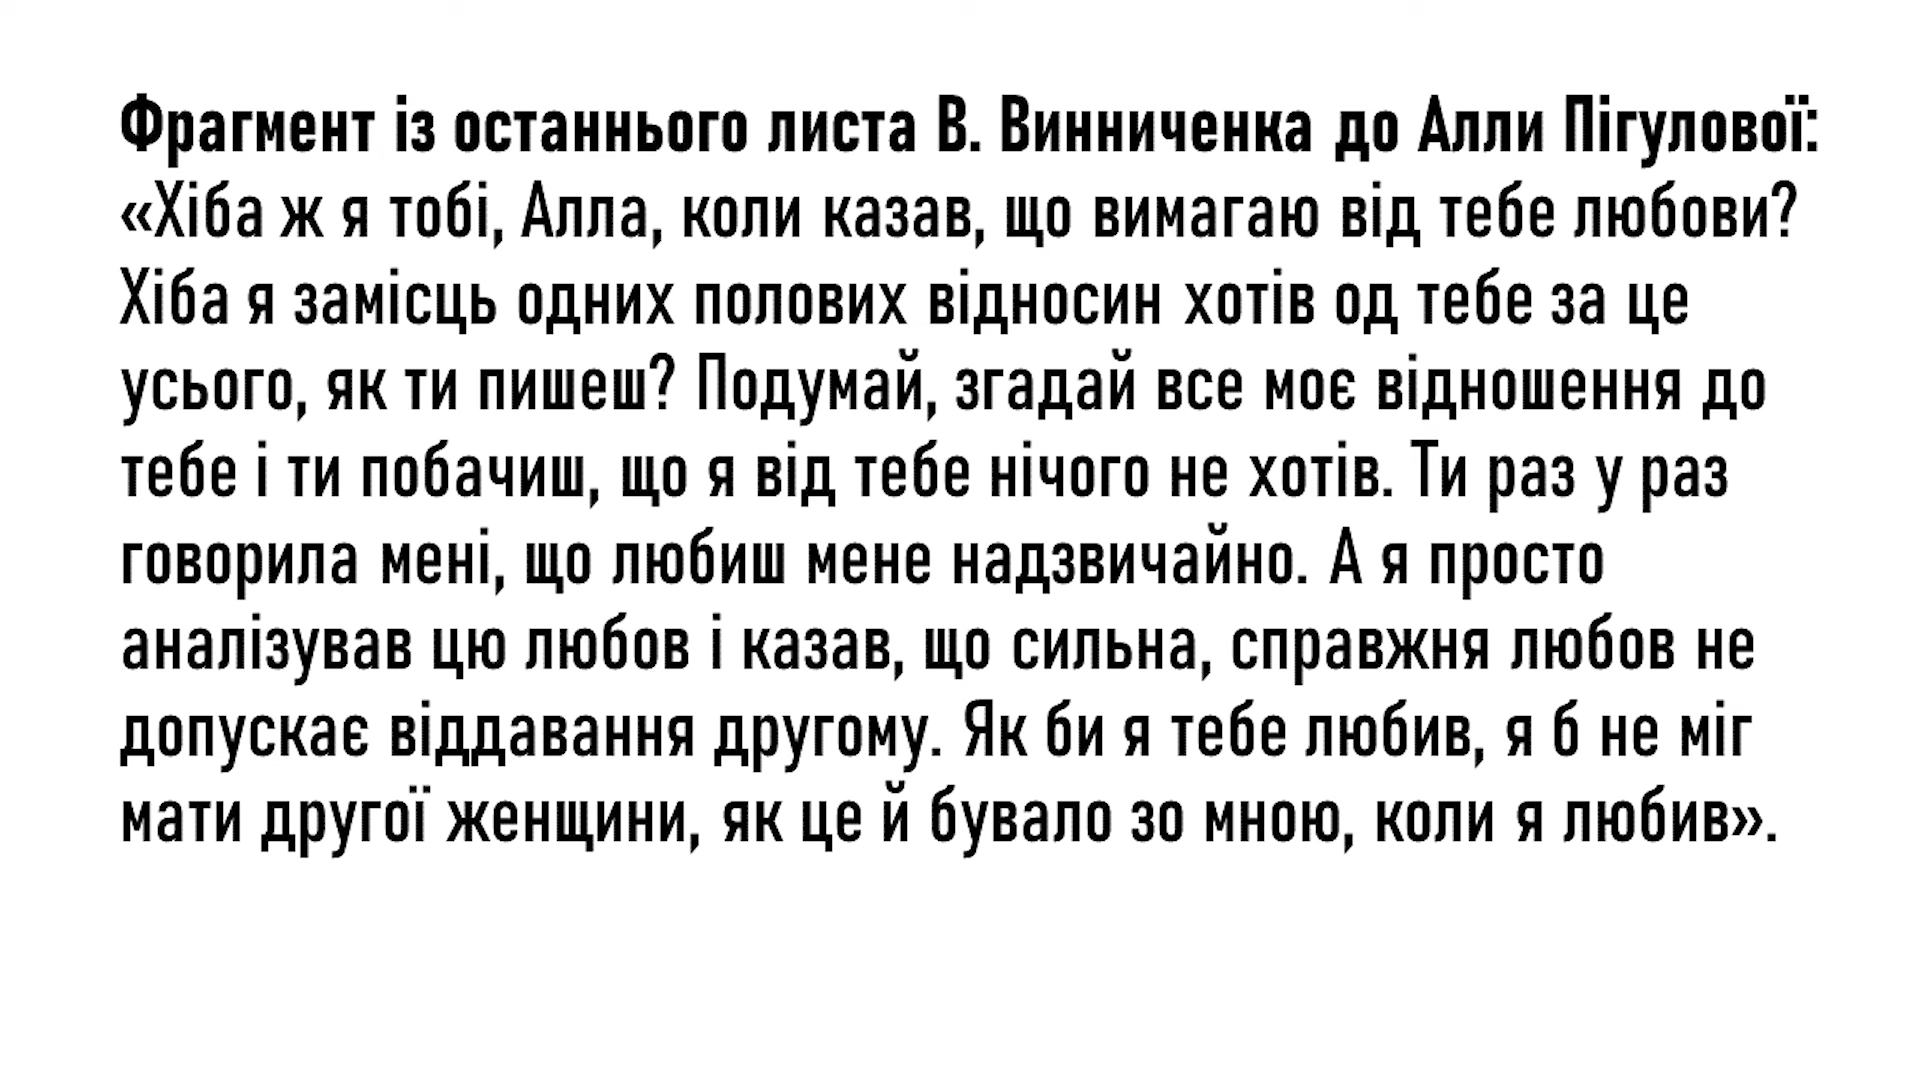 Фрагмент із останнього листа В. Винниченка до Алли Пігулової:
«Хіба ж я тобі, Алла, коли казав, що вимагаю від тебе любови?
Хіба я замісць одних полових відносин хотів од тебе за це
усього, як ти пишеш? Подумай, згадай все моє відношення до
тебе і ти побачиш, що я від тебе нічого не хотів. Ти раз у раз
говорила мені, що любиш мене надзвичайно. А я просто
аналізував цю любов і казав, що сильна, справжня любов не
допускає віддавання другому. Як би я тебе любив, я б не міг
мати другої женщини, як це й бувало зо мною, коли я любив».